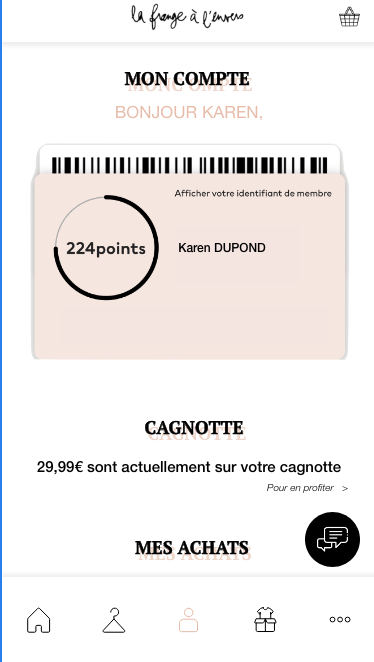 la frange à l'envers
MON COMPTE
BONJOUR KAREN,
Afficher votre identifiant de membre
224points
Karen DUPOND
CAGNOTTE
29,99€ sont actuellement sur votre cagnotte
Pour en profiter >
MES ACHATS